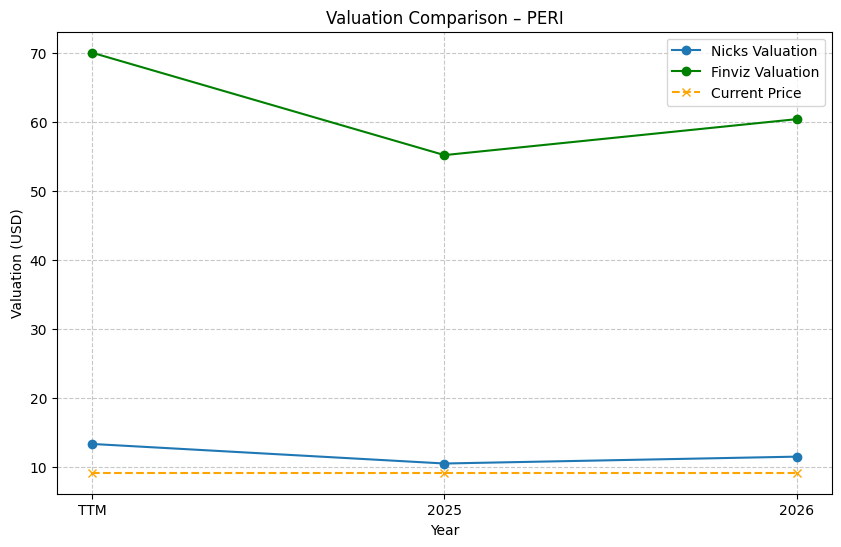 Valuation Comparison – PERI
Nicks Valuation
Finviz Valuation
Current Price
Valuation (USD)
70
60
50
40
30
20
10
TTM
2025
2026
Year